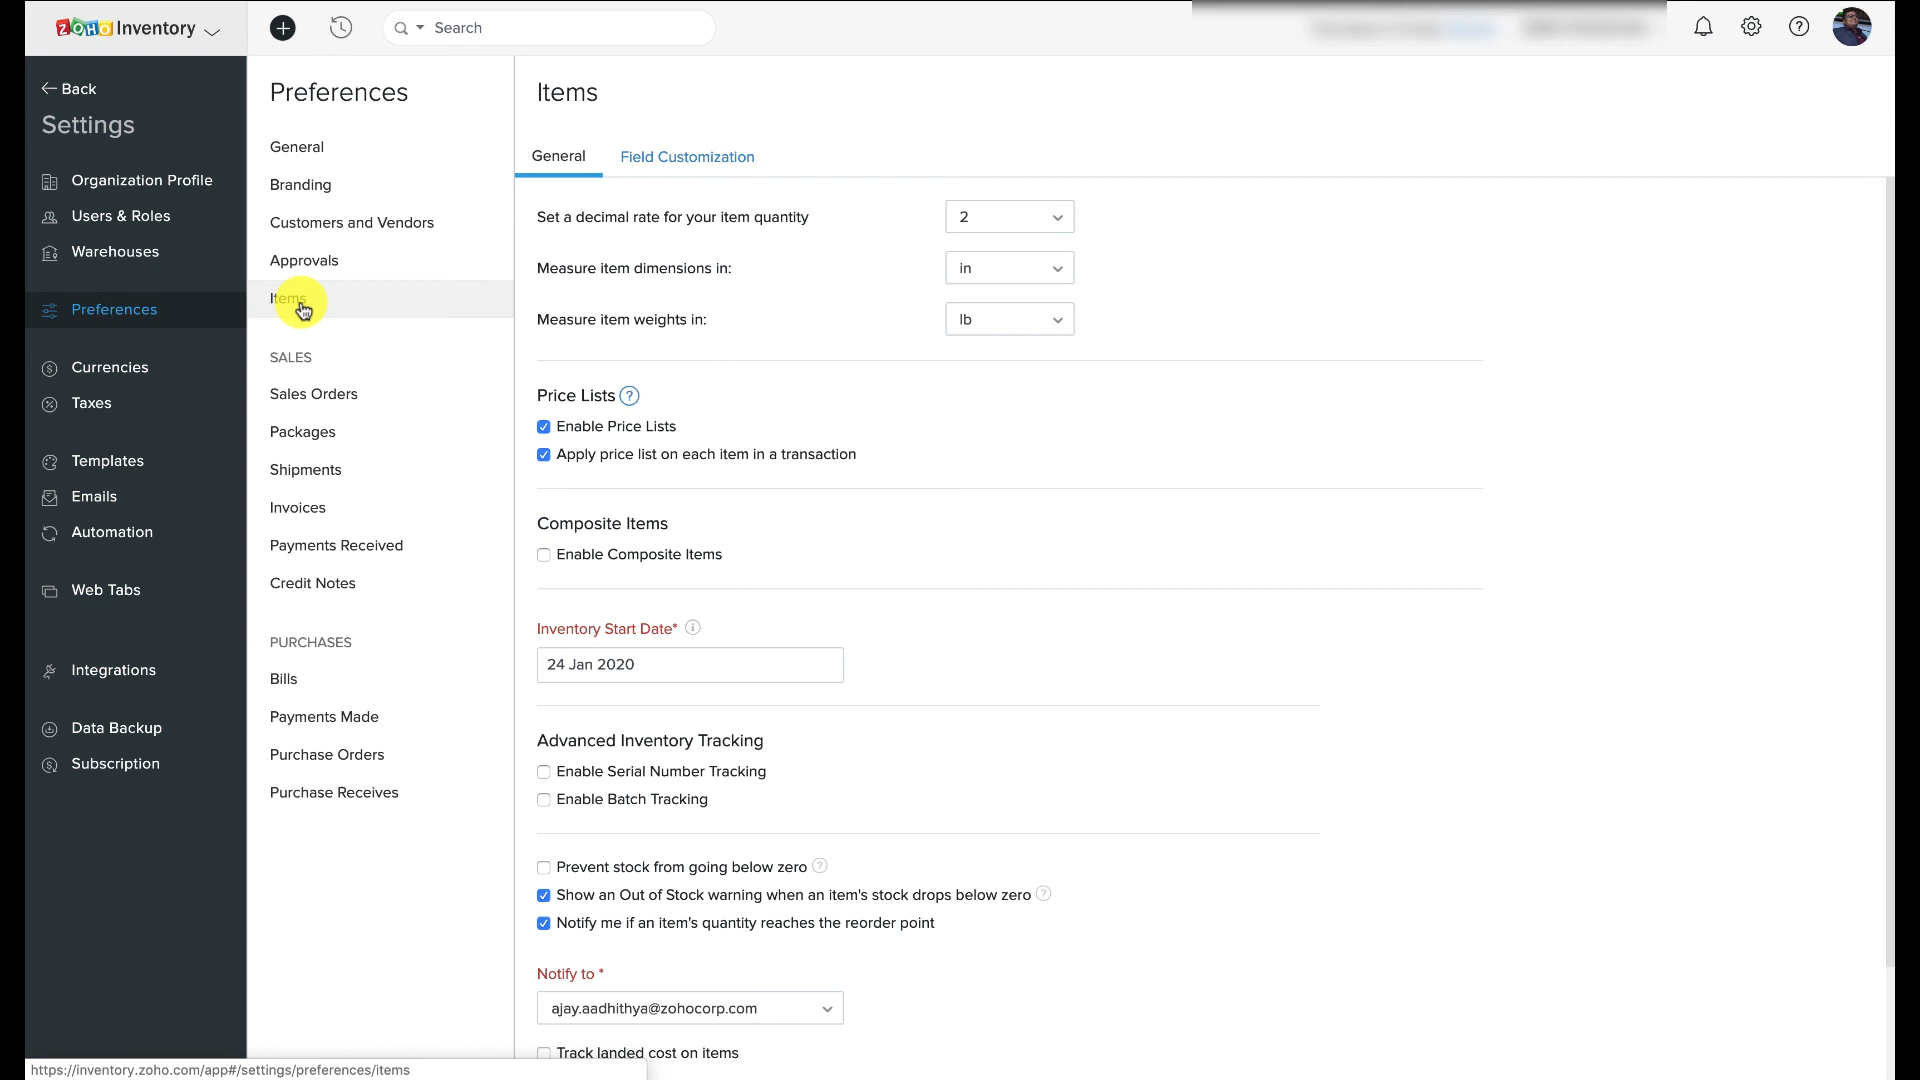 ZOHO Inventory
Search
Back
Settings
Organization Profile
Users & Roles
Warehouses
Preferences
Currencies
Taxes
Templates
Emails
Automation
Web Tabs
Integrations
Data Backup
Subscription
Preferences
General
Branding
Customers and Vendors
Approvals
Items
SALES
Sales Orders
Packages
Shipments
Invoices
Payments Received
Credit Notes
PURCHASES
Bills
Payments Made
Purchase Orders
Purchase Receives
Items
General Field Customization
Set a decimal rate for your item quantity 2
Measure item dimensions in: in
Measure item weights in: lb
Price Lists ?
Enable Price Lists
Apply price list on each item in a transaction
Composite Items
Enable Composite Items
Inventory Start Date*
24 Jan 2020
Advanced Inventory Tracking
Enable Serial Number Tracking
Enable Batch Tracking
Prevent stock from going below zero ?
Show an Out of Stock warning when an item's stock drops below zero ?
Notify me if an item's quantity reaches the reorder point
Notify to *
ajay.aadhithya@zohocorp.com
Track landed cost on items
https://inventory.zoho.com/app#/settings/preferences/items